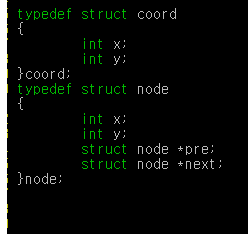 typedef struct coord
{
        int x;
        int y;
}coord;
typedef struct node
{
        int x;
        int y;
        struct node *pre;
        struct node *next;
}node;